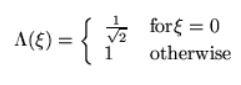 Λ(ξ) = { 1/√2 for ξ = 0
1 otherwise